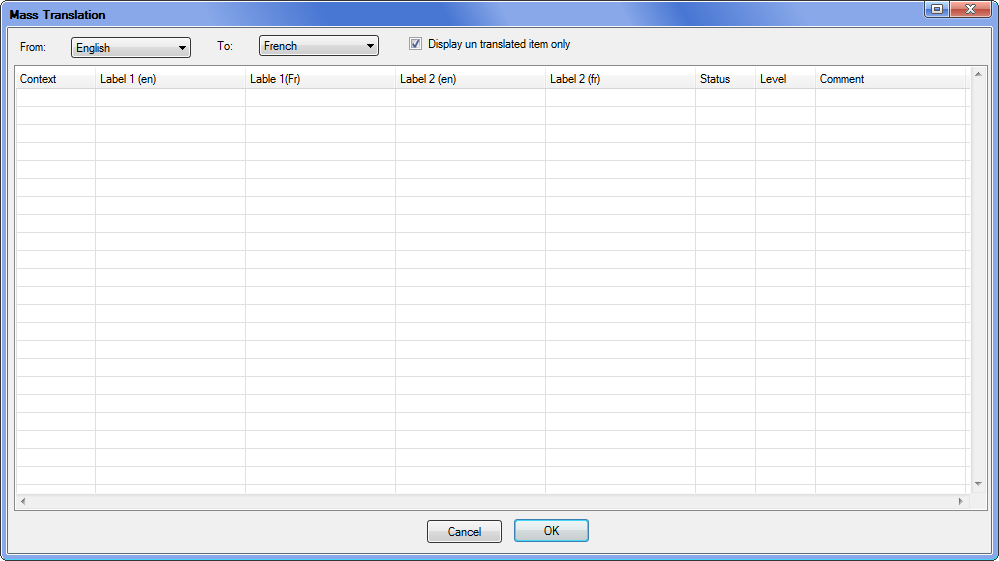 Mass Translation
From: English To: French Display un translated item only
Context Label 1 (en) Lable 1(Fr) Label 2 (en) Label 2 (fr) Status Level Comment
Cancel OK